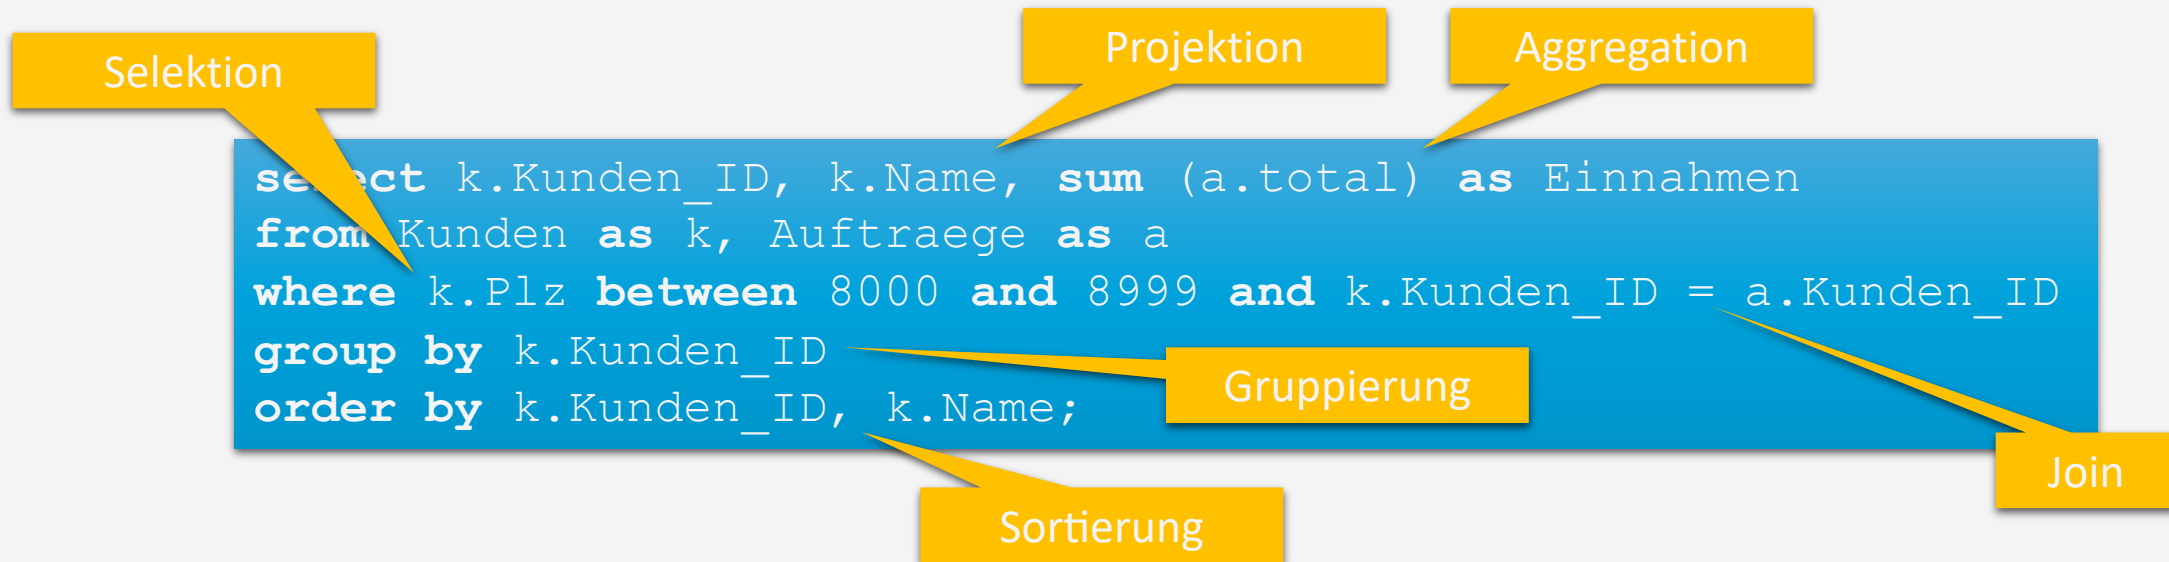 Projektion
Aggregation
Selektion
select k.Kunden_ID, k.Name, sum (a.total) as Einnahmen
from Kunden as k, Auftraege as a
where k.Plz between 8000 and 8999 and k.Kunden_ID = a.Kunden_ID
group by k.Kunden_ID
Gruppierung
order by k.Kunden_ID, k.Name;
Join
Sortierung